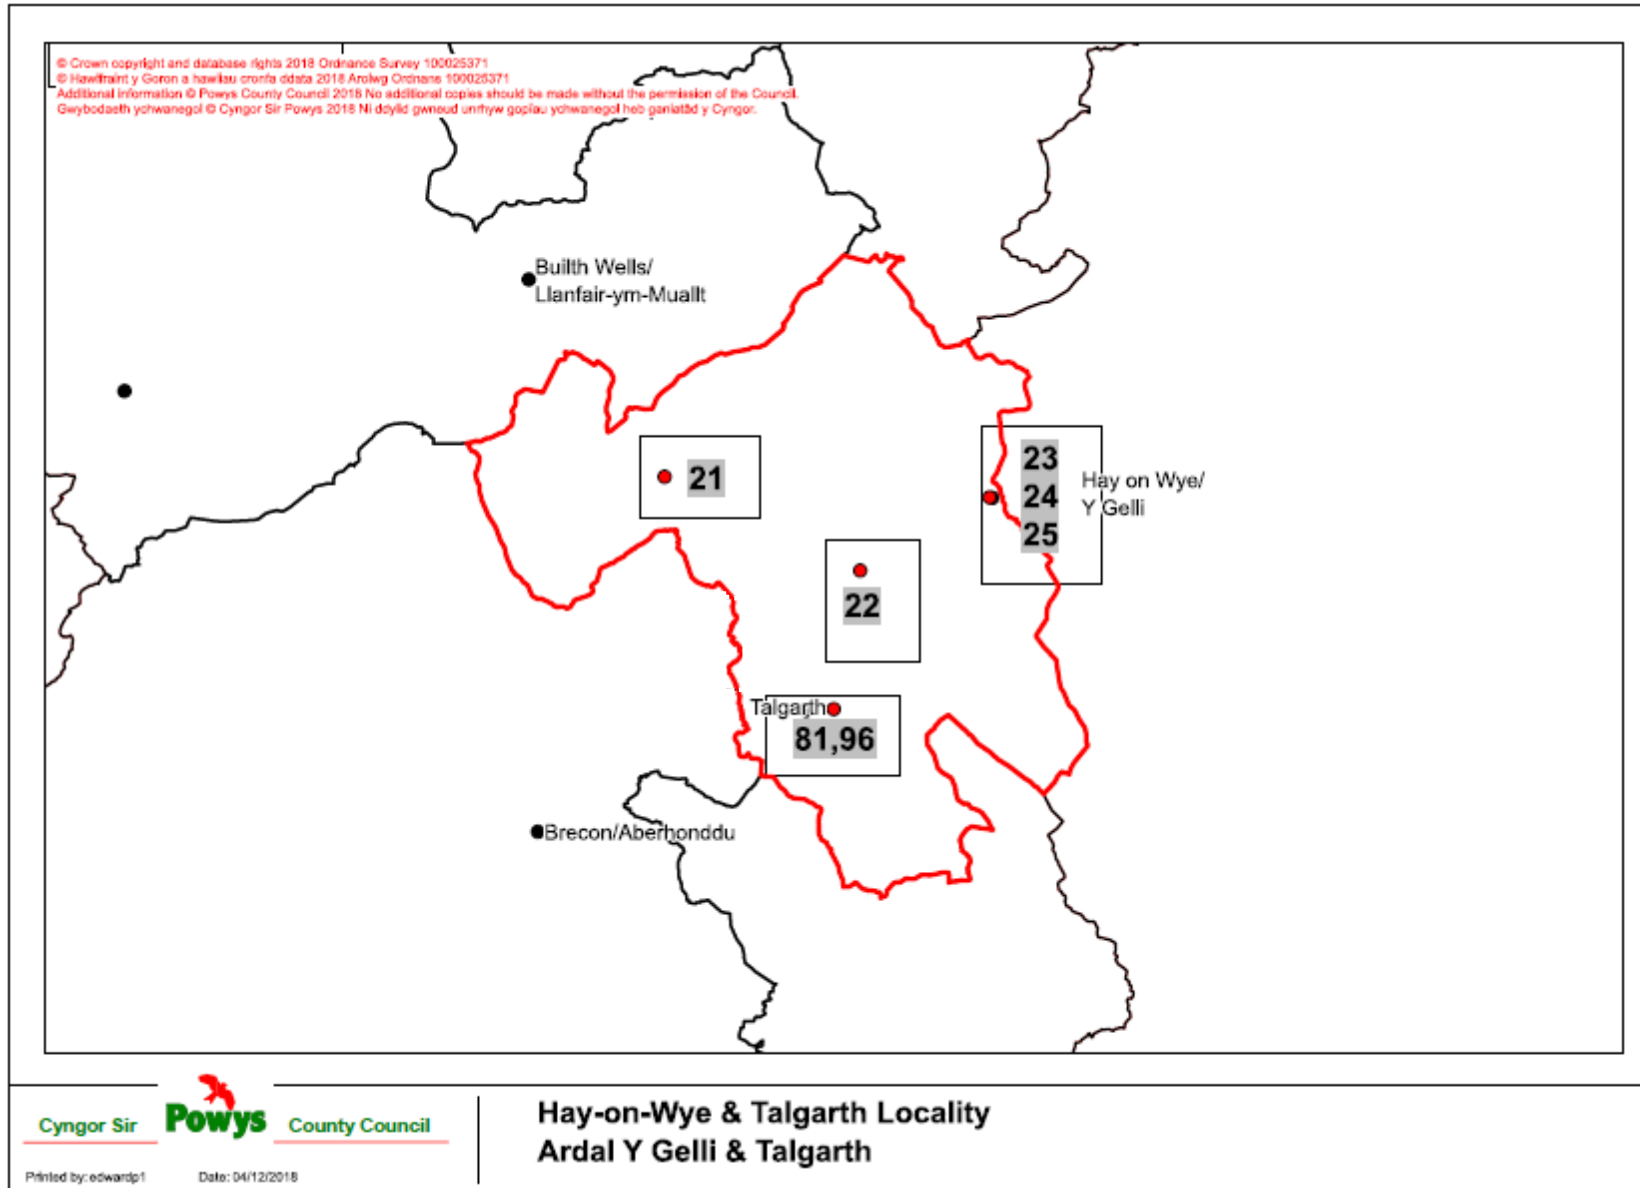 © Crown copyright and database rights 2018 Ordnance Survey 100025371
© Hawlfraint y Goron a hawliau cronfa ddata 2018 Arolwg Ordnans 100025371
Additional information © Powys County Council 2018 No additional copies should be made without the permission of the Council.
Gwybodaeth ychwanegol © Cyngor Sir Powys 2018 Ni ddylid gwneud unrhyw gopïau ychwanegol heb ganiatâd y Cyngor.
Builth Wells/
Llanfair-ym-Muallt
21
23
24
25
Hay on Wye/
Y Gelli
22
Talgarth
81,96
Brecon/Aberhonddu
Cyngor Sir Powys County Council
Printed by: edwardp1 Date: 04/12/2018
Hay-on-Wye & Talgarth Locality
Ardal Y Gelli & Talgarth